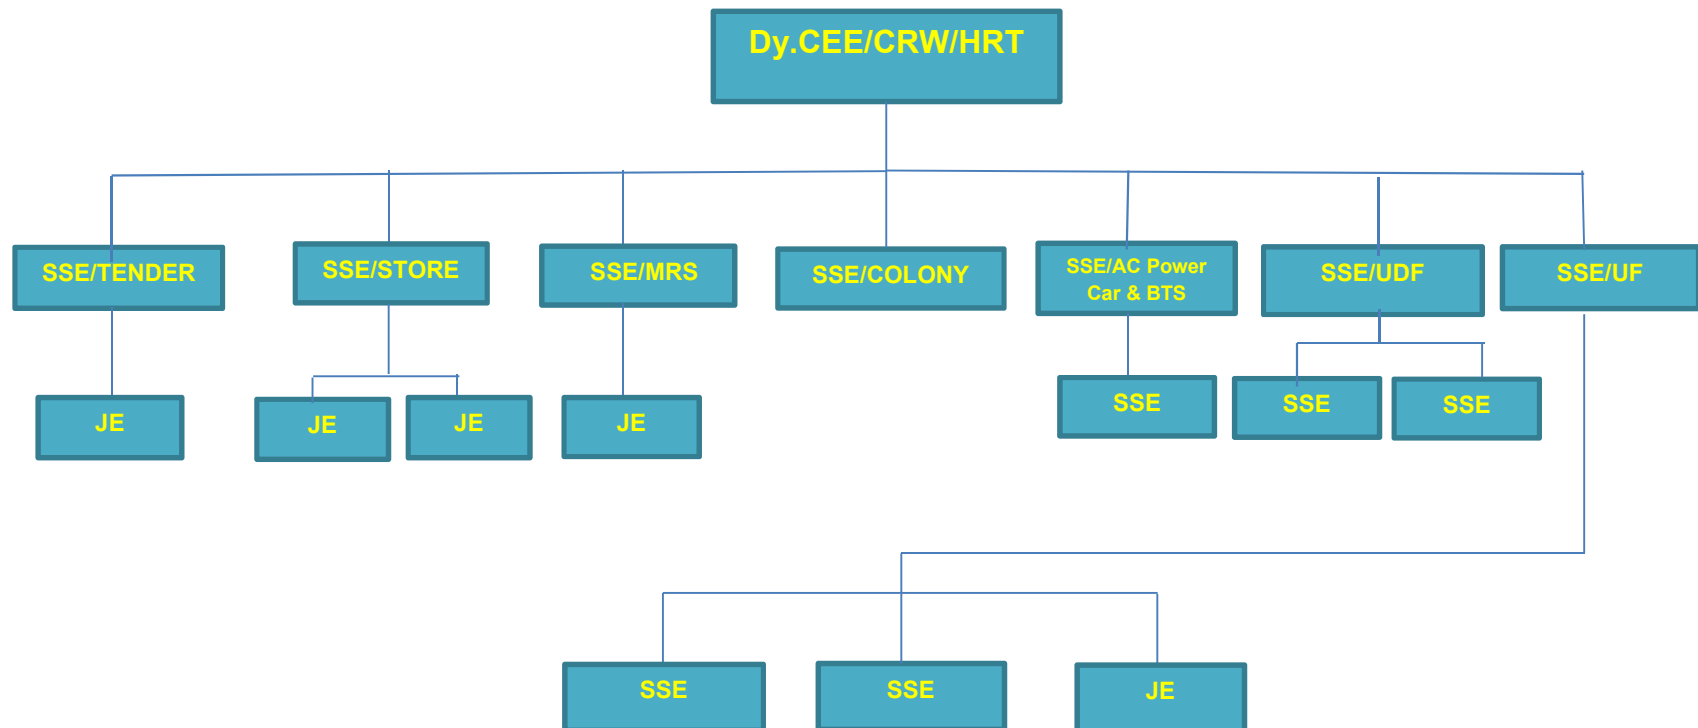 Dy.CEE/CRW/HRT
SSE/TENDER
SSE/STORE
SSE/MRS
SSE/COLONY
SSE/AC Power
Car & BTS
SSE/UDF
SSE/UF
JE
JE
JE
JE
SSE
SSE
SSE
SSE
SSE
JE